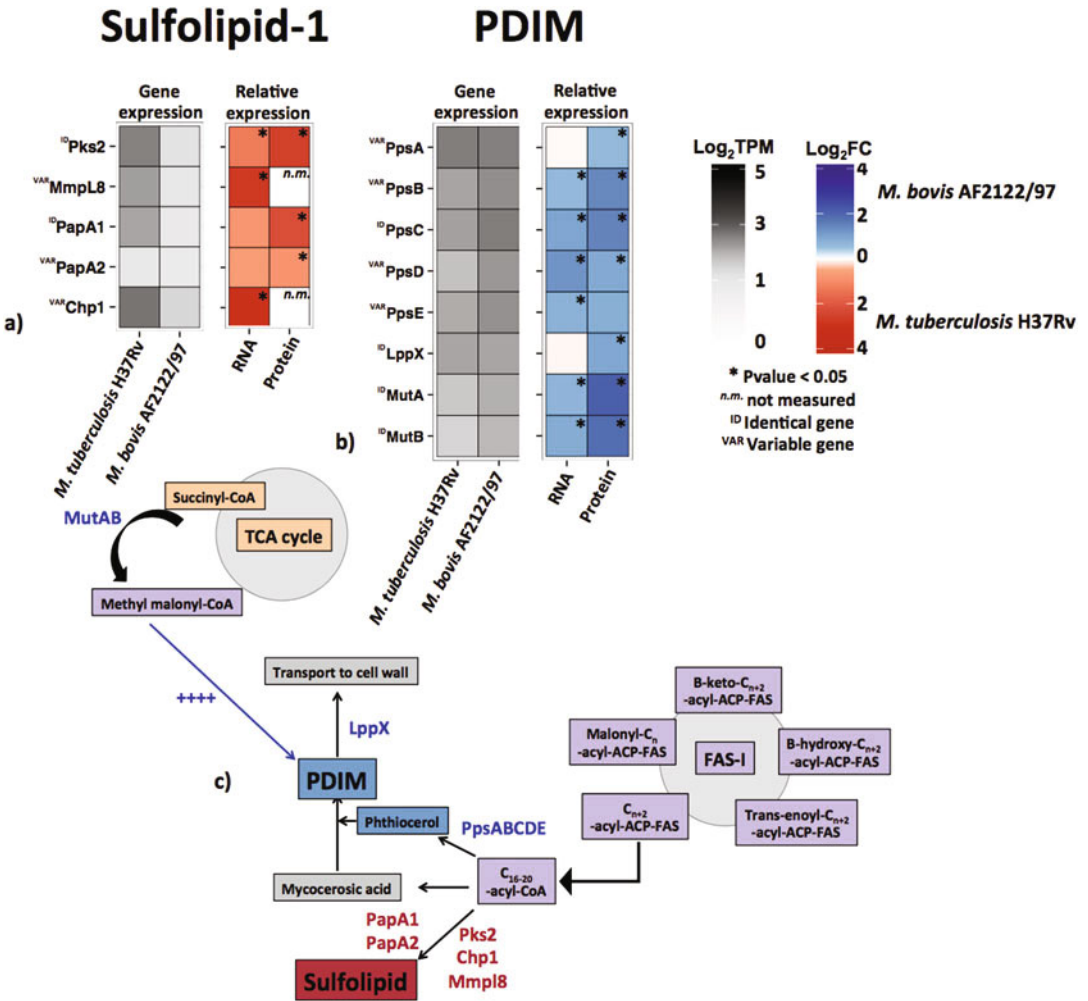 Sulfolipid-1
PDIM
Gene
expression
Relative
expression
IDPks2
* *
VARMmpL8
* n.m.
IDPapA1
*
VARPapA2
*
VARChp1
* n.m.
a)
RNA
Protein
M. tuberculosis H37Rv
M. bovis AF2122/97
Gene
expression
Relative
expression
VARPpsA
*
VARPpsB
* *
IDPpsC
* *
VARPpsD
* *
VARPpsE
*
IDLppX
*
IDMutA
* *
IDMutB
* *
b)
RNA
Protein
M. tuberculosis H37Rv
M. bovis AF2122/97
Log2TPM
5
3
1
0
Log2FC
4
2
0
2
4
M. bovis AF2122/97
M. tuberculosis H37Rv
* Pvalue < 0.05
n.m. not measured
ID Identical gene
VAR Variable gene
Succinyl-CoA
MutAB
TCA cycle
Methyl malonyl-CoA
++++
Transport to cell wall
LppX
c)
PDIM
Phthiocerol
PpsABCDE
Mycocerosic acid
C16-20
-acyl-CoA
PapA1
PapA2
Pks2
Chp1
Mmpl8
Sulfolipid
B-keto-Cn+2
-acyl-ACP-FAS
Malonyl-Cn
-acyl-ACP-FAS
FAS-I
B-hydroxy-Cn+2
-acyl-ACP-FAS
Cn+2
-acyl-ACP-FAS
Trans-enoyl-Cn+2
-acyl-ACP-FAS